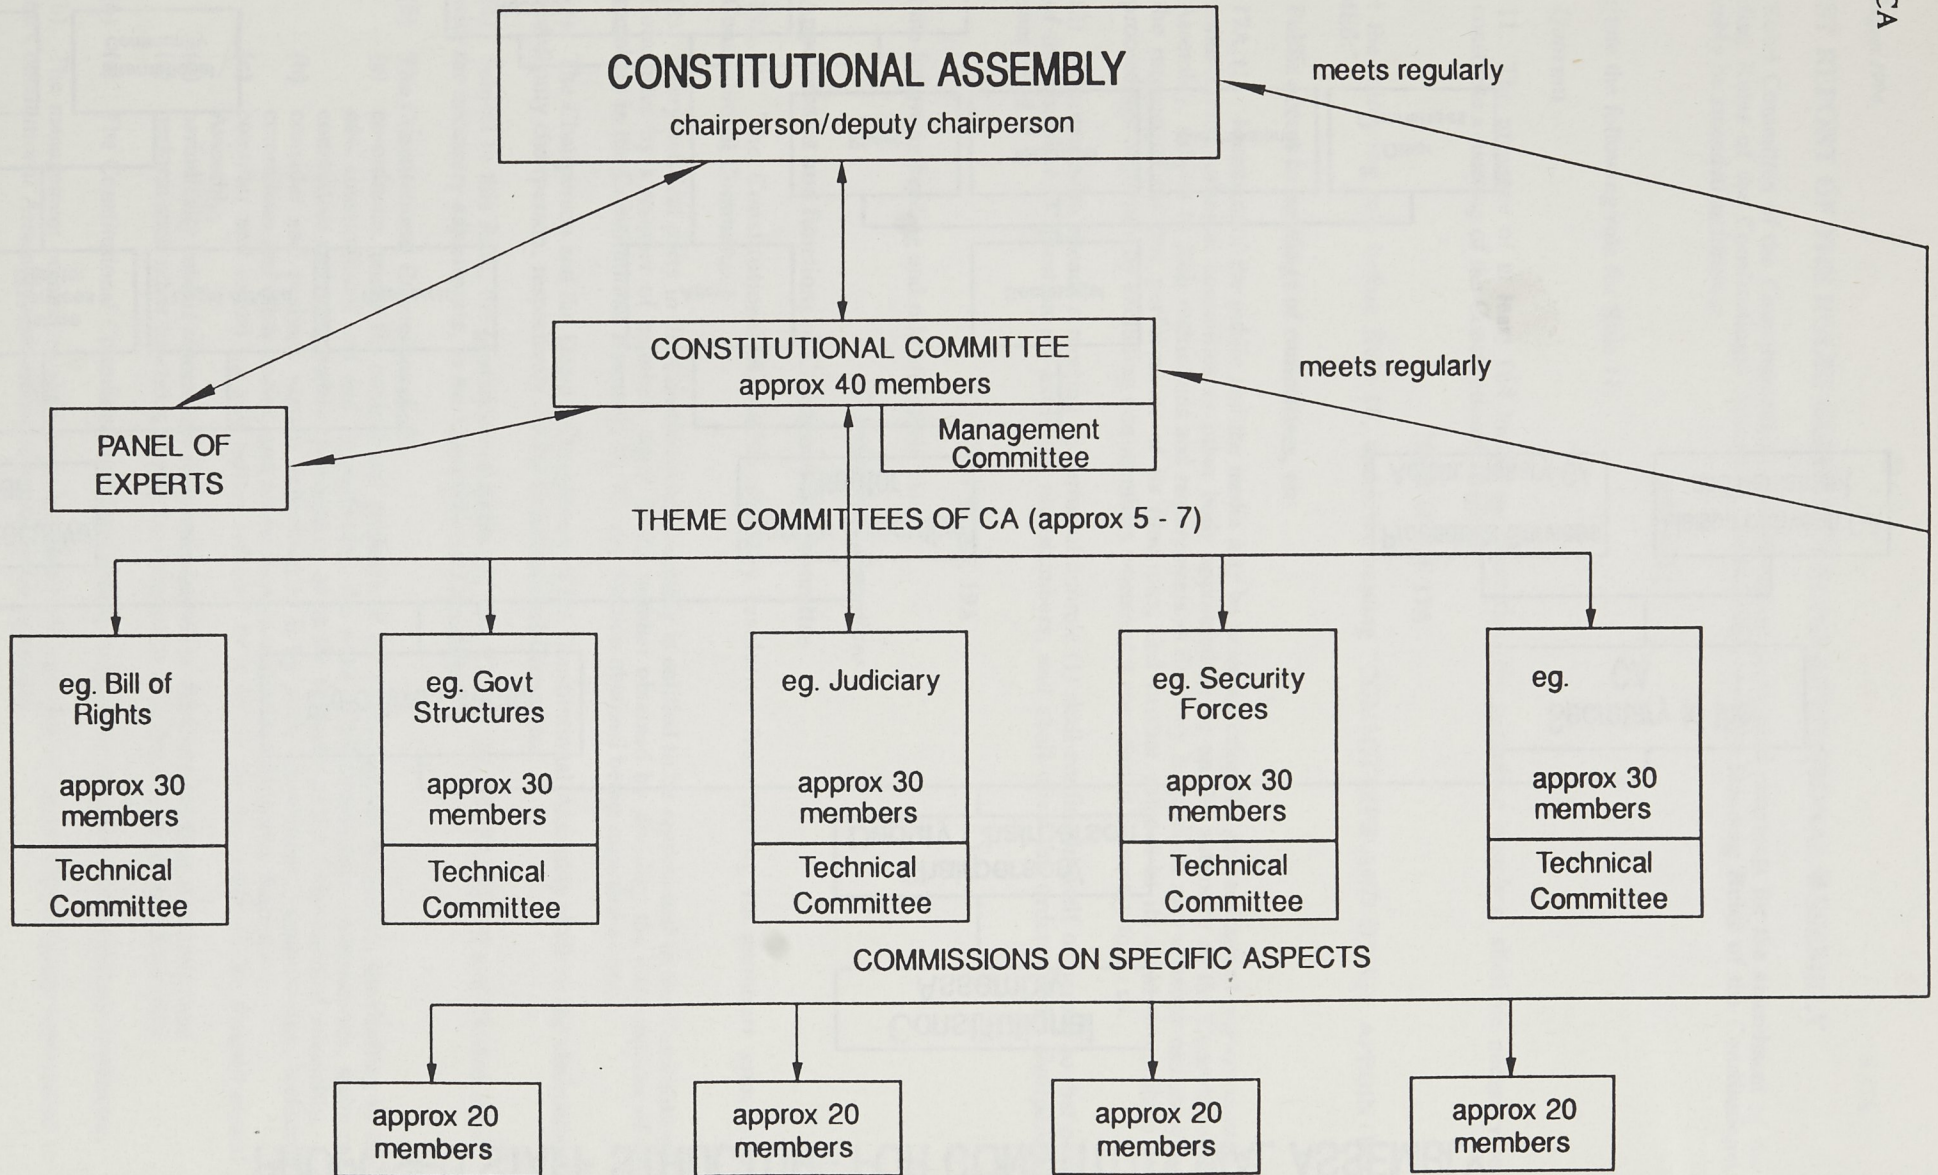 CA
CONSTITUTIONAL ASSEMBLY
chairperson/deputy chairperson
meets regularly
CONSTITUTIONAL COMMITTEE
approx 40 members
meets regularly
Management
Committee
PANEL OF
EXPERTS
THEME COMMITTEES OF CA (approx 5 - 7)
eg. Bill of
Rights
approx 30
members
Technical
Committee
eg. Govt
Structures
approx 30
members
Technical
Committee
eg. Judiciary
approx 30
members
Technical
Committee
eg. Security
Forces
approx 30
members
Technical
Committee
eg.
approx 30
members
Technical
Committee
COMMISSIONS ON SPECIFIC ASPECTS
approx 20
members
approx 20
members
approx 20
members
approx 20
members